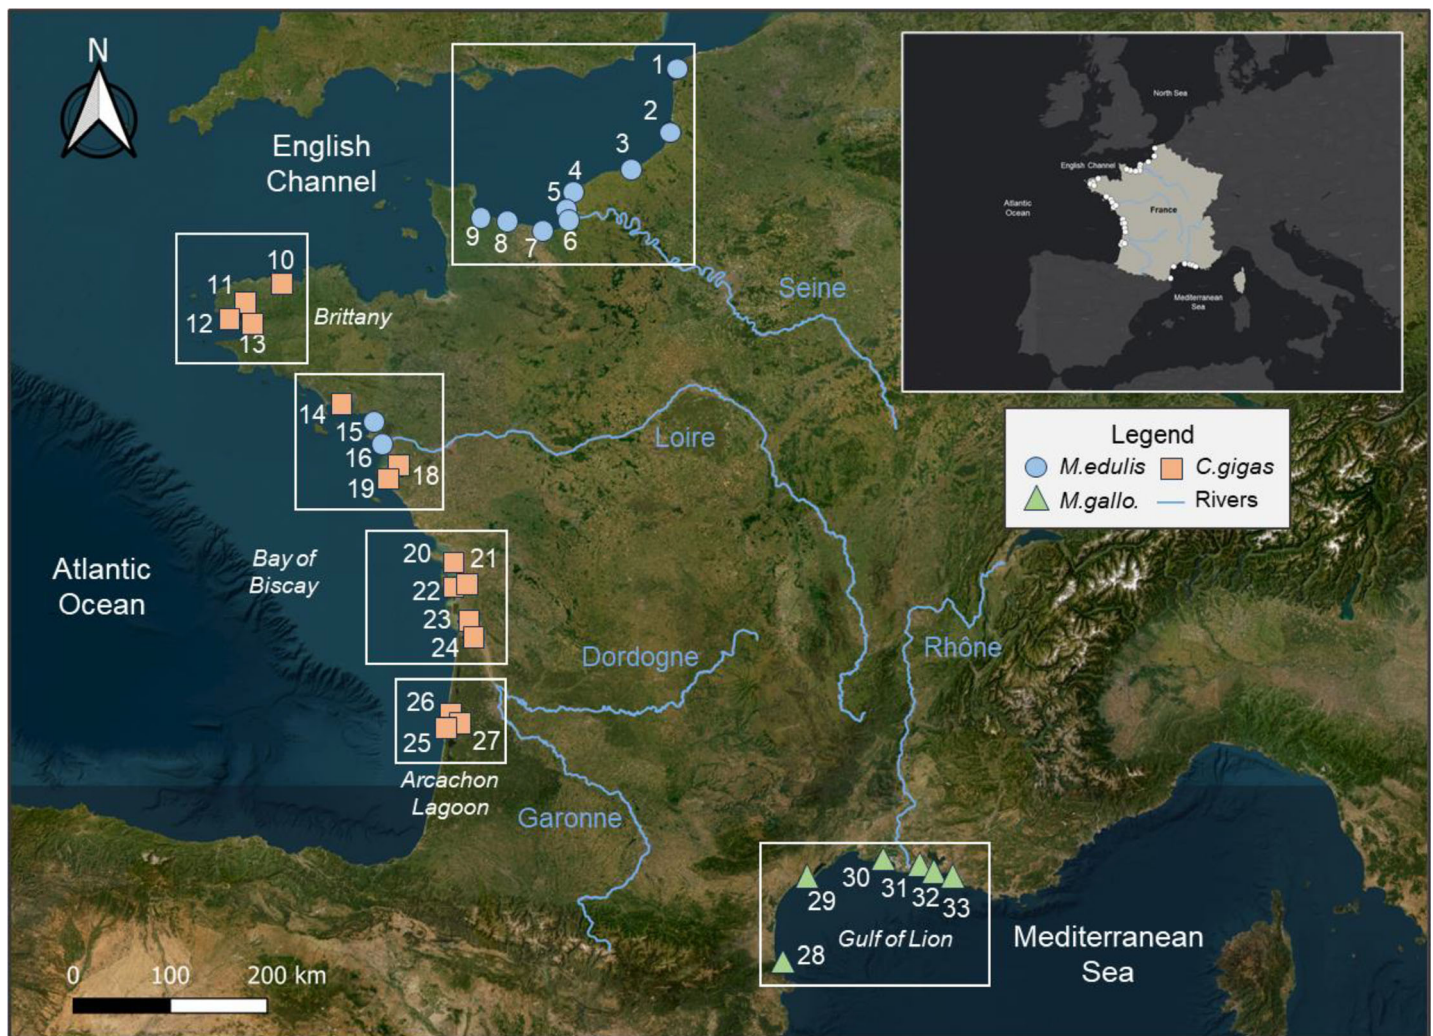 N
English
Channel
1
2
3
4
5
6
7
8
9
10
11
12
13
Brittany
Seine
14
15
16
18
19
Loire
20
21
22
23
24
Bay of
Biscay
Atlantic
Ocean
Dordogne
Rhône
26
25
27
Arcachon
Lagoon
Garonne
30
31
32
33
29
28
Gulf of Lion
Mediterranean
Sea
0 100 200 km
North Sea
English Channel
Atlantic
Ocean
France
Mediterranean
Sea
Legend
M.edulis C.gigas
M.gallo. Rivers